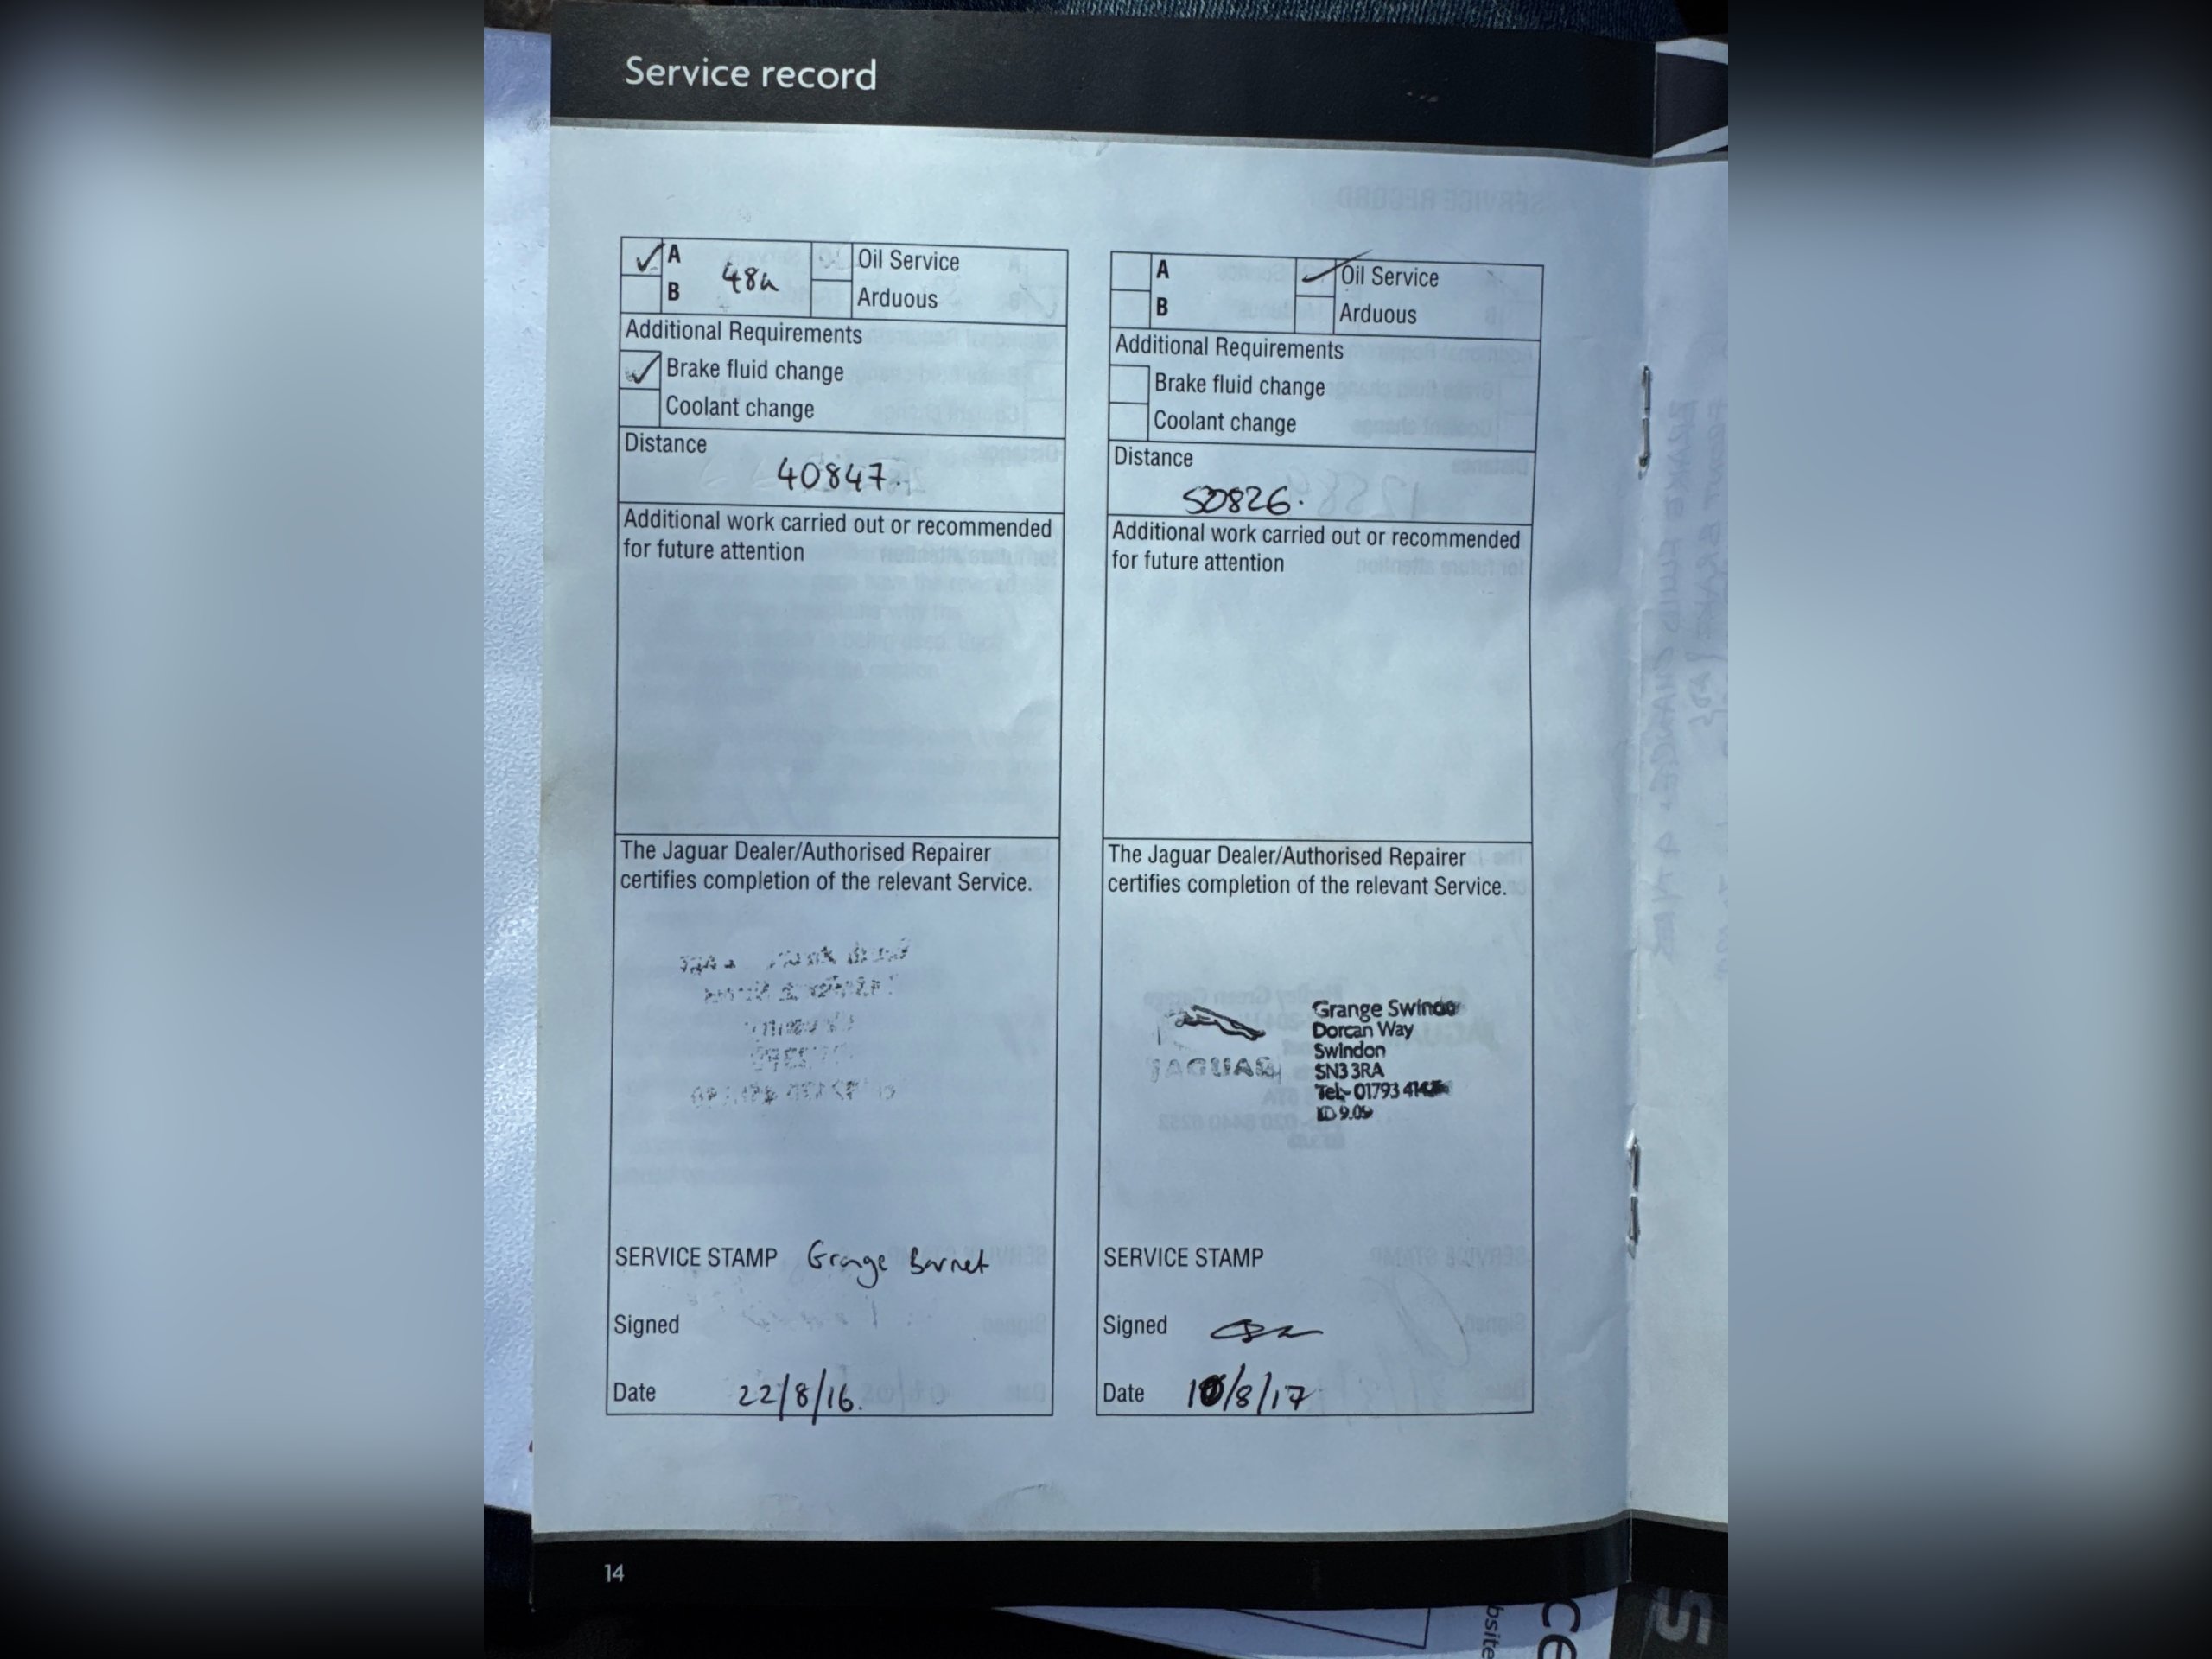 Service record
A
48a
B
Oil Service
Arduous
Additional Requirements
Brake fluid change
Coolant change
Distance
40847.
Additional work carried out or recommended
for future attention
The Jaguar Dealer/Authorised Repairer
certifies completion of the relevant Service.
SERVICE STAMP Grange Barnet
Signed
Date 22/8/16.
A
B
Oil Service
Arduous
Additional Requirements
Brake fluid change
Coolant change
Distance
50826.
Additional work carried out or recommended
for future attention
The Jaguar Dealer/Authorised Repairer
certifies completion of the relevant Service.
JAGUAR
Grange
Dorcan Way
Swindon
SN3 3RA
Tel:- 01793
SERVICE STAMP
Signed
Date 10/8/17
14